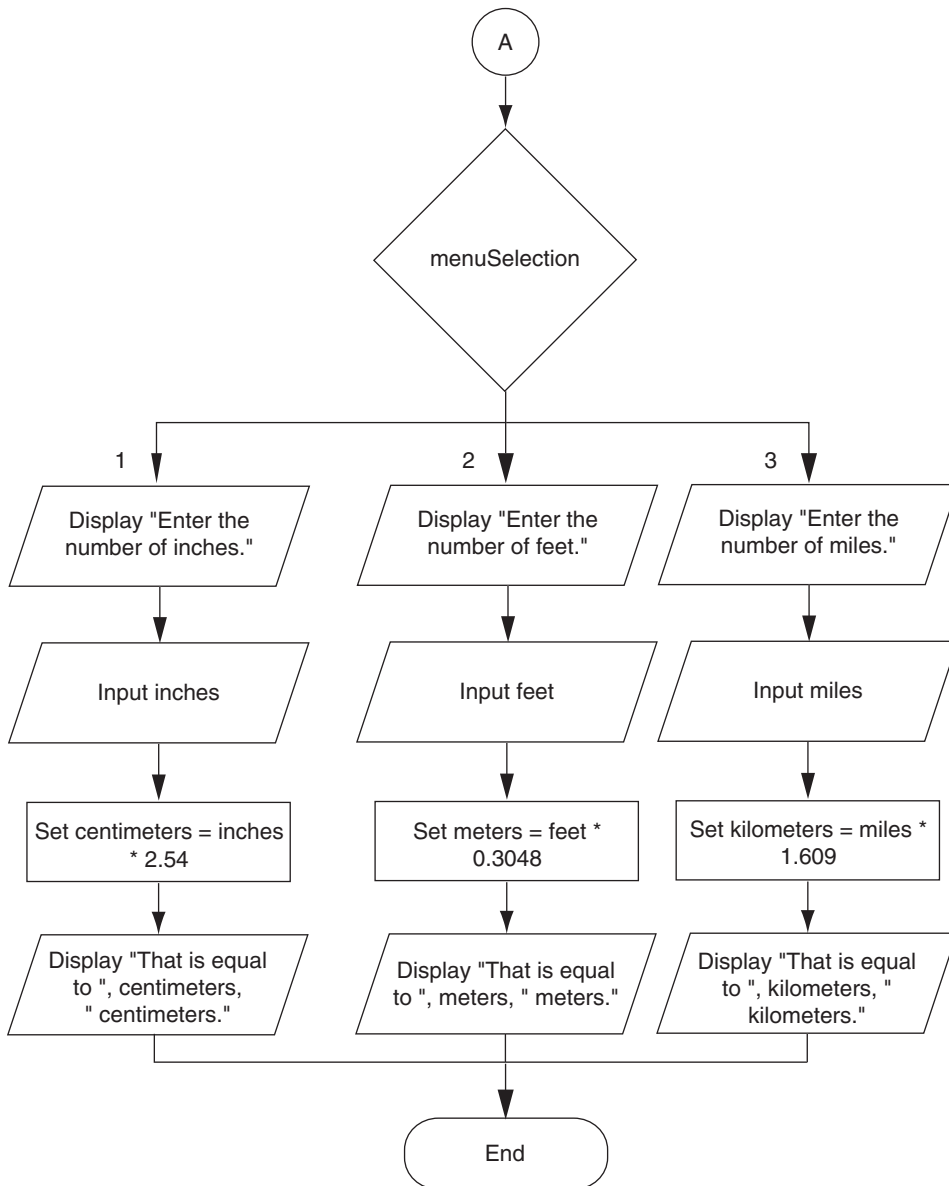 A
menuSelection
1
2
3
Display "Enter the
number of inches."
Display "Enter the
number of feet."
Display "Enter the
number of miles."
Input inches
Input feet
Input miles
Set centimeters = inches
* 2.54
Set meters = feet *
0.3048
Set kilometers = miles *
1.609
Display "That is equal
to ", centimeters,
" centimeters."
Display "That is equal
to ", meters, " meters."
Display "That is equal
to ", kilometers, "
kilometers."
End